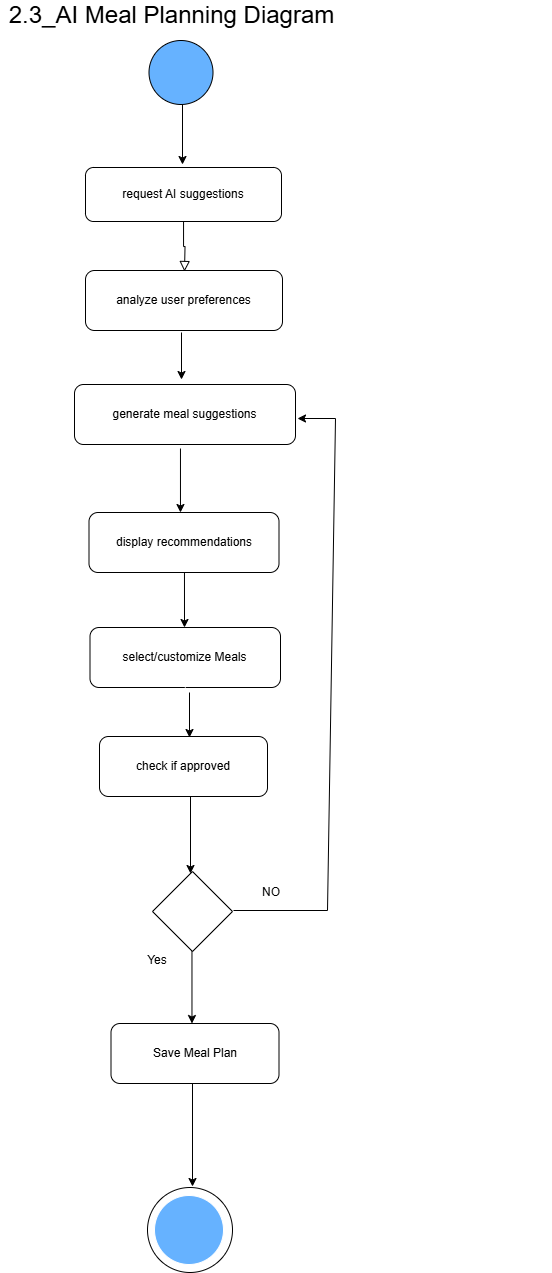 2.3_AI Meal Planning Diagram
request AI suggestions
analyze user preferences
generate meal suggestions
display recommendations
select/customize Meals
check if approved
NO
Yes
Save Meal Plan